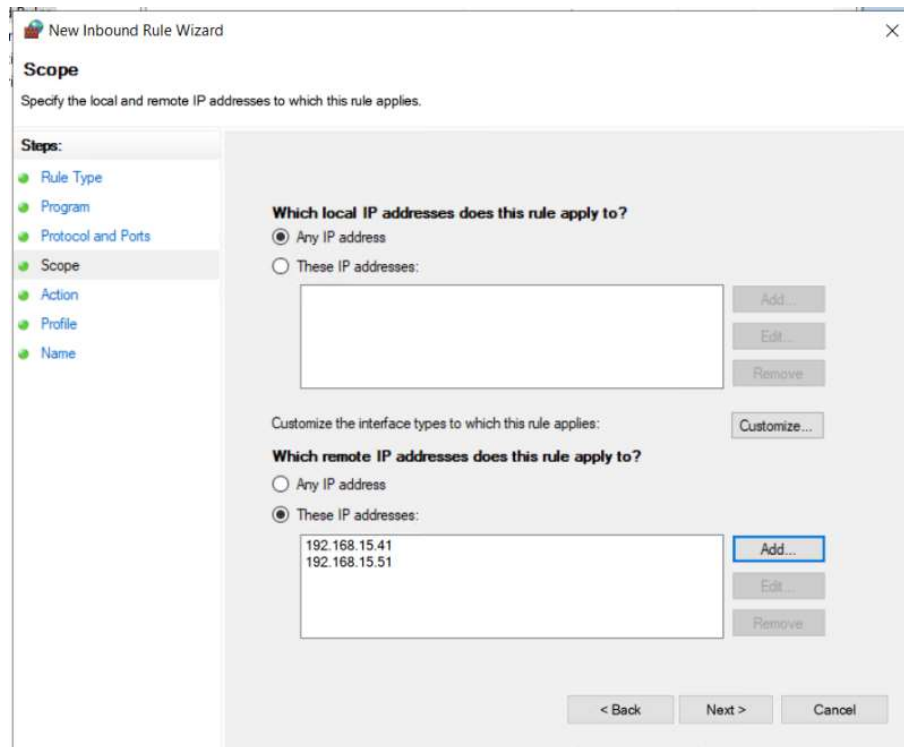 New Inbound Rule Wizard
Scope
Specify the local and remote IP addresses to which this rule applies.
Steps:
Rule Type
Program
Protocol and Ports
Scope
Action
Profile
Name
Which local IP addresses does this rule apply to?
Any IP address
These IP addresses:
Add...
Edit...
Remove
Customize the interface types to which this rule applies:
Customize...
Which remote IP addresses does this rule apply to?
Any IP address
These IP addresses:
192.168.15.41
192.168.15.51
Add...
Edit...
Remove
< Back
Next >
Cancel